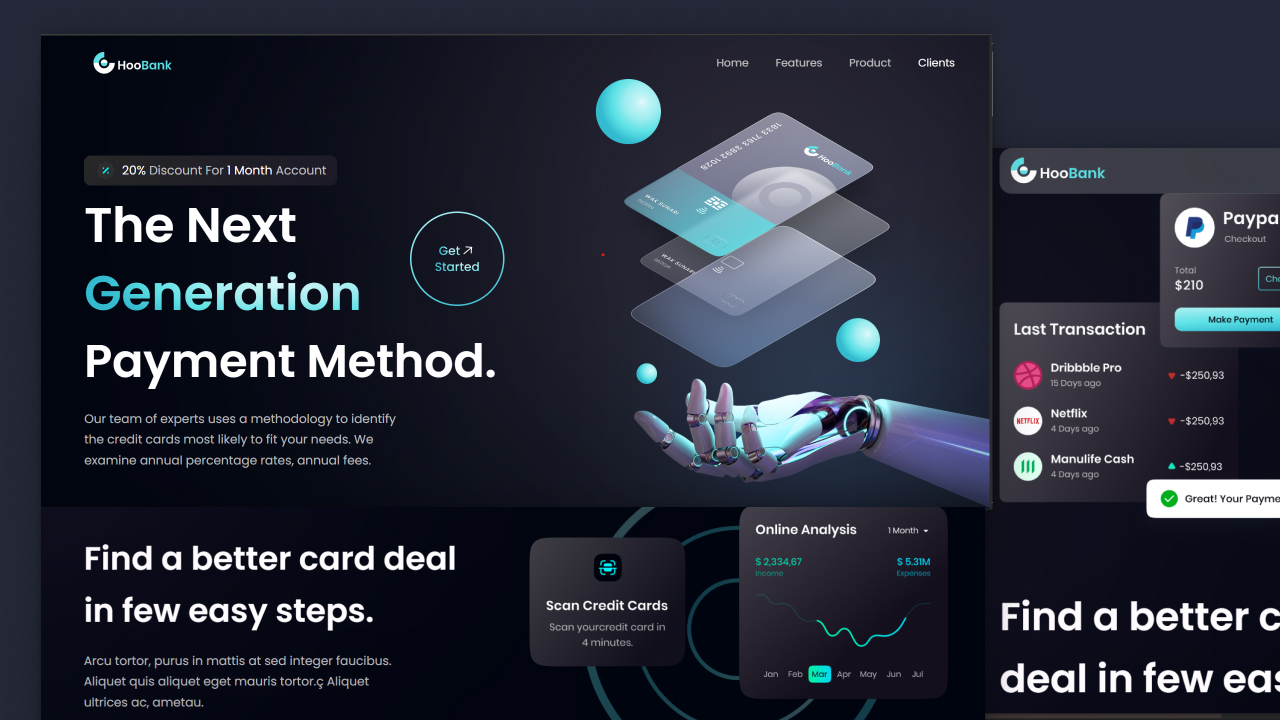 HooBank
Home Features Product Clients
20% Discount For 1 Month Account
The Next
Generation
Payment Method.
Get
Started
Our team of experts uses a methodology to identify
the credit cards most likely to fit your needs. We
examine annual percentage rates, annual fees.
HooBank
WAK SUNARI
WAK SUNARI
Find a better card deal
in few easy steps.
Arcu tortor, purus in mattis at sed integer faucibus.
Aliquet quis aliquet eget mauris tortor.ç Aliquet
ultrices ac, ametau.
Scan Credit Cards
Scan yourcredit card in
4 minutes.
Online Analysis
1 Month
$ 2,334,67
Income
$ 5.31M
Expenses
Jan Feb Mar Apr May Jun Jul
HooBank
Paypa
Checkout
Total
$210
Cho
Make Payment
Last Transaction
Dribbble Pro
15 Days ago
-$250,93
NETFLIX
Netflix
4 Days ago
-$250,93
Manulife Cash
4 Days ago
-$250,93
Great! Your Payme
Find a better c
deal in few eas